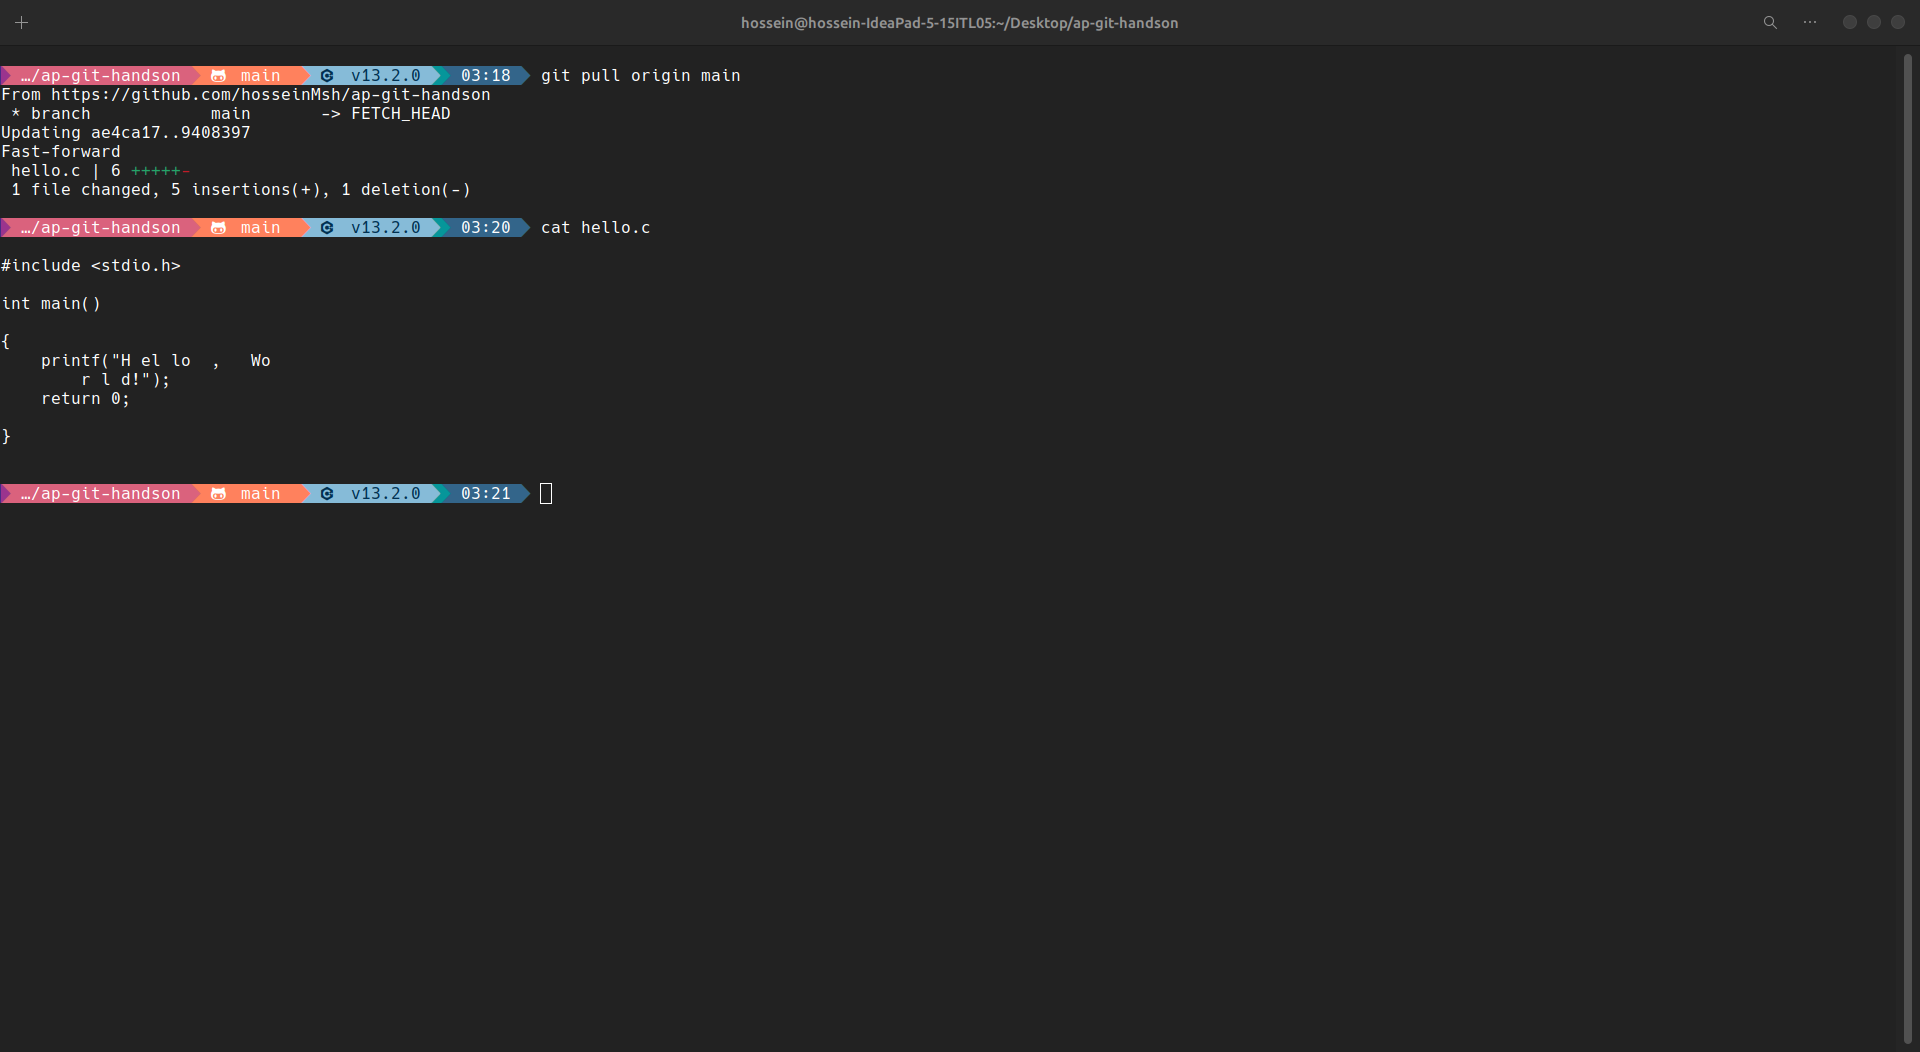 hossein@hossein-IdeaPad-5-15ITL05:~/Desktop/ap-git-handson
…/ap-git-handson main v13.2.0 03:18 git pull origin main
From https://github.com/hosseinMsh/ap-git-handson
 * branch            main       -> FETCH_HEAD
Updating ae4ca17..9408397
Fast-forward
 hello.c | 6 +++++-
 1 file changed, 5 insertions(+), 1 deletion(-)
…/ap-git-handson main v13.2.0 03:20 cat hello.c
#include <stdio.h>
int main()
{
    printf("H el lo  ,   Wo
        r l d!");
    return 0;
}
…/ap-git-handson main v13.2.0 03:21